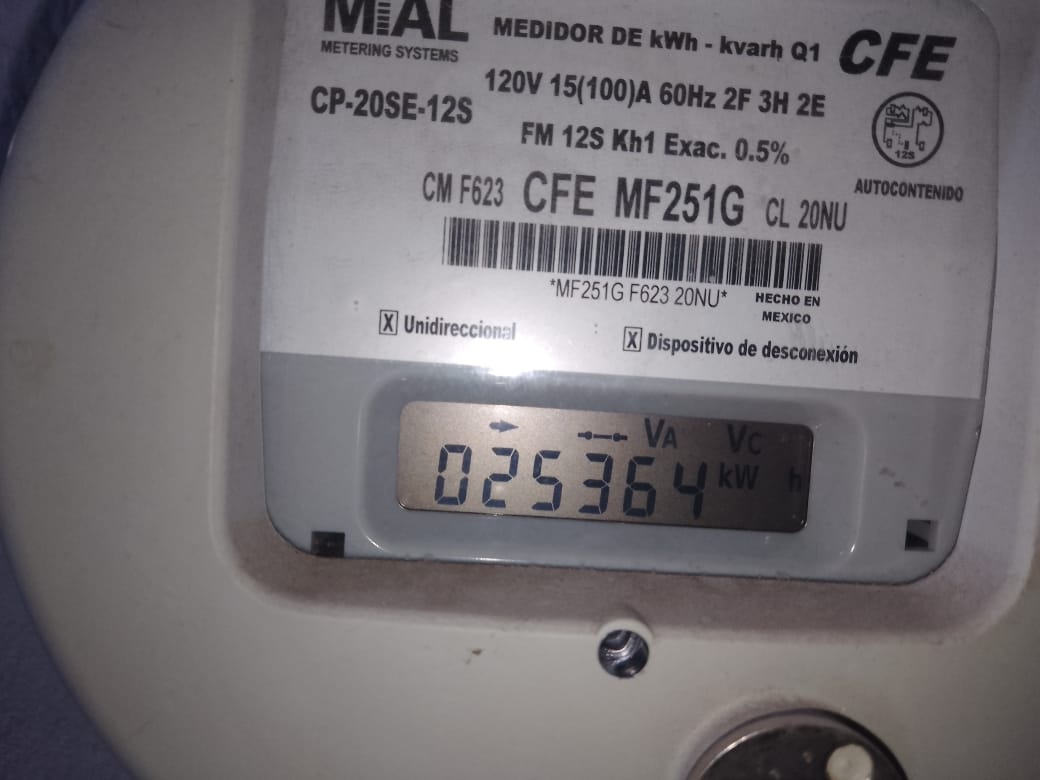 MIAL
METERING SYSTEMS
MEDIDOR DE kWh - kvarh Q1
CFE
CP-20SE-12S
120V 15(100)A 60Hz 2F 3H 2E
FM 12S Kh1 Exac. 0.5%
12S
AUTOCONTENIDO
CM F623 CFE MF251G CL 20NU
*MF251G F623 20NU*
HECHO EN
MEXICO
X Unidireccional
X Dispositivo de desconexión
VA VC
025364 kW h